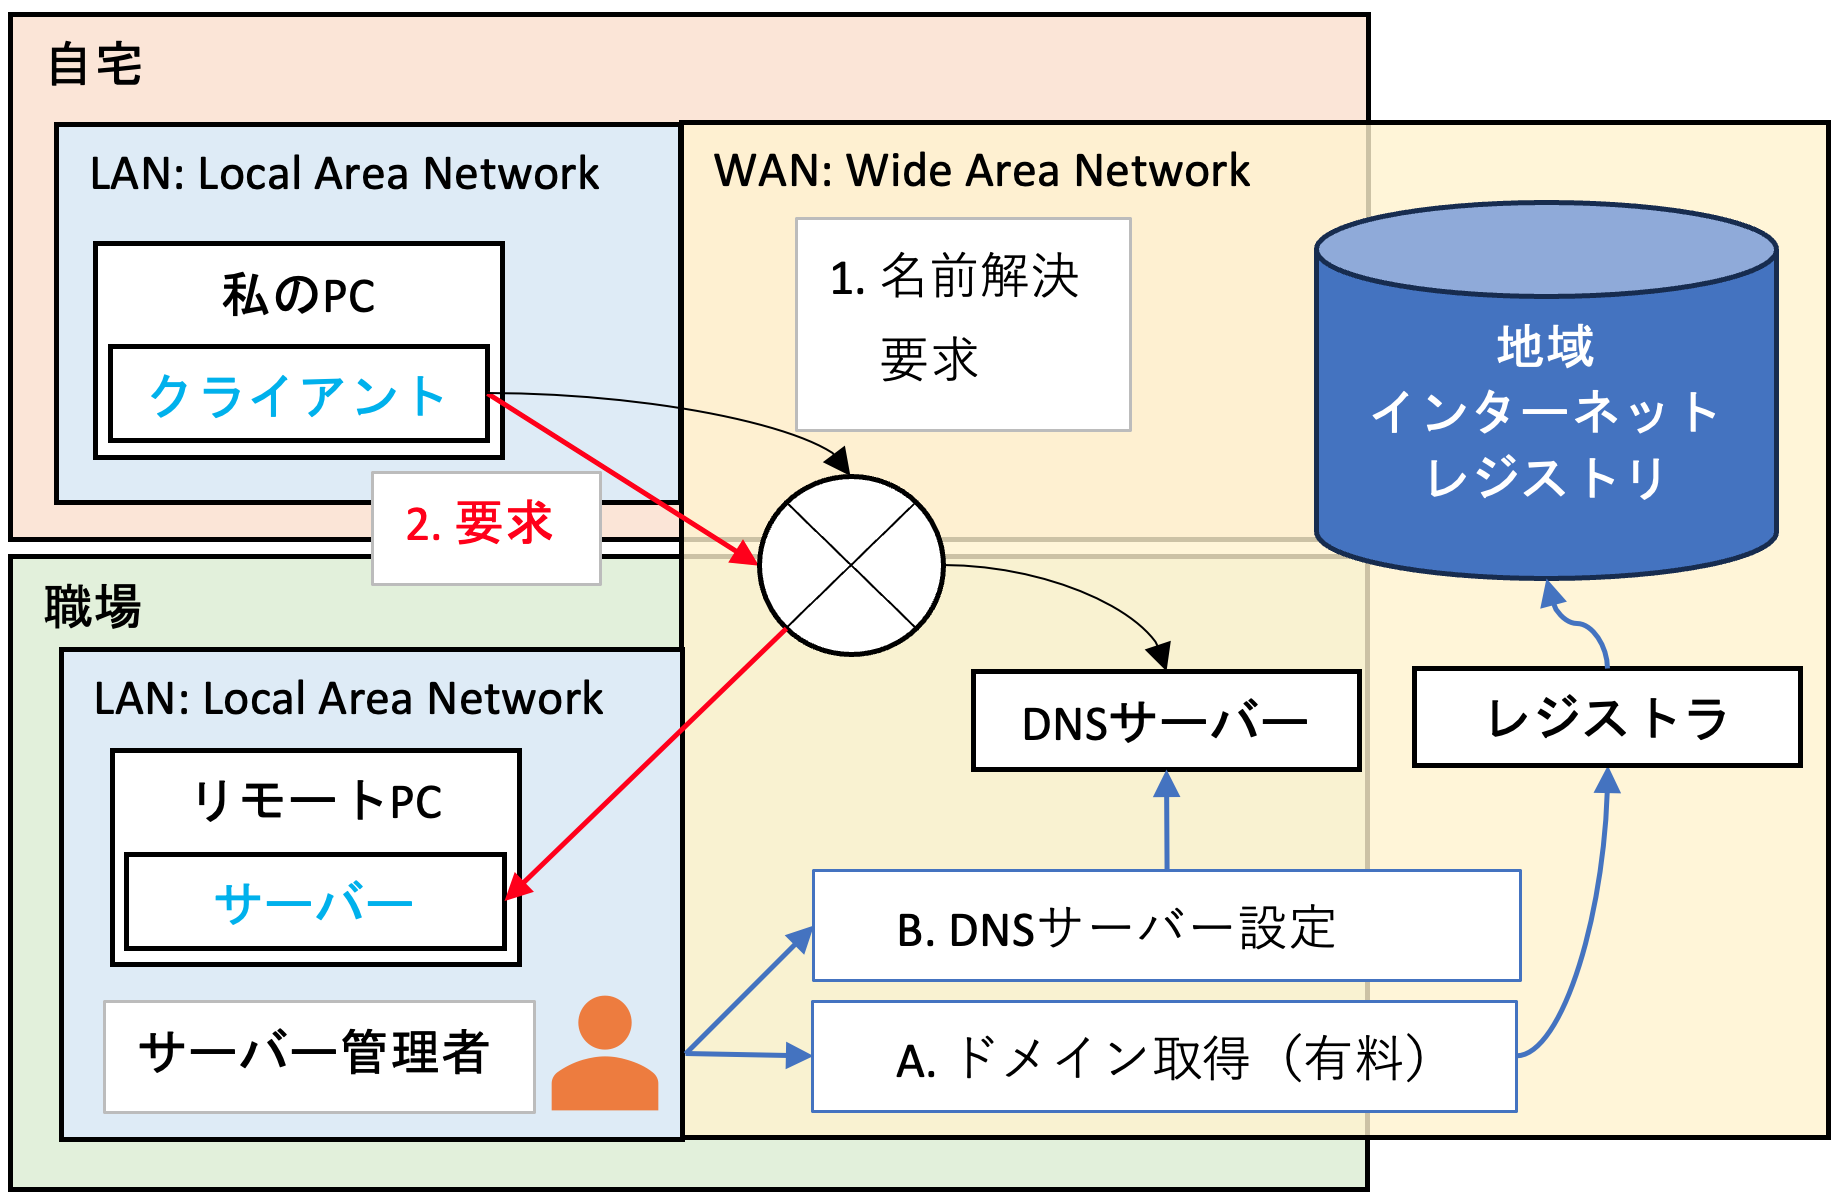 自宅
LAN: Local Area Network
WAN: Wide Area Network
私のPC
クライアント
1. 名前解決
要求
地域
インターネット
レジストリ
2. 要求
職場
LAN: Local Area Network
リモートPC
サーバー
DNSサーバー
レジストラ
B. DNSサーバー設定
サーバー管理者
A. ドメイン取得（有料）